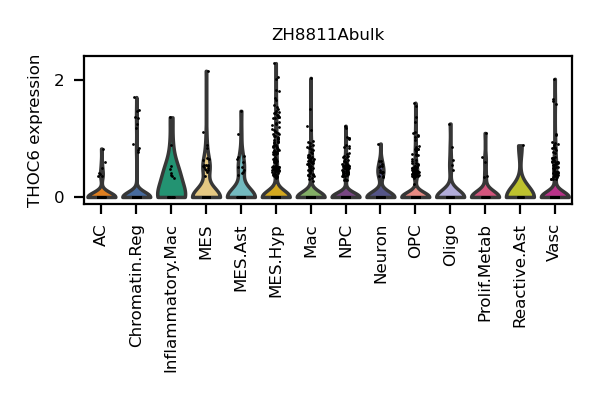 ZH8811Abulk
THOC6 expression
2
0
AC
Chromatin.Reg
Inflammatory.Mac
MES
MES.Ast
MES.Hyp
Mac
NPC
Neuron
OPC
Oligo
Prolif.Metab
Reactive.Ast
Vasc